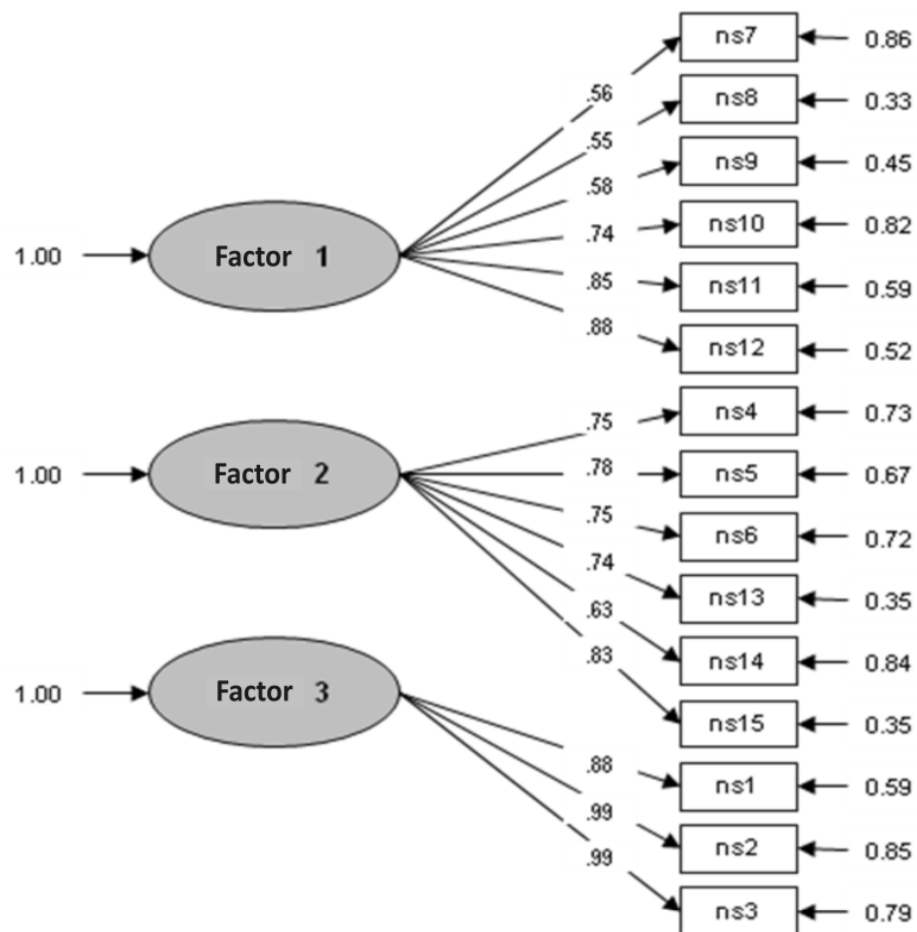 ns7 0.86
.56
ns8 0.33
.55
ns9 0.45
.58
ns10 0.82
.74
1.00 Factor 1
.85 ns11 0.59
.88
ns12 0.52
ns4 0.73
.75
1.00 Factor 2 .78 ns5 0.67
.75
ns6 0.72
.74
ns13 0.35
.63
.83
ns14 0.84
1.00 Factor 3
ns15 0.35
.88
ns1 0.59
.99
ns2 0.85
.99
ns3 0.79